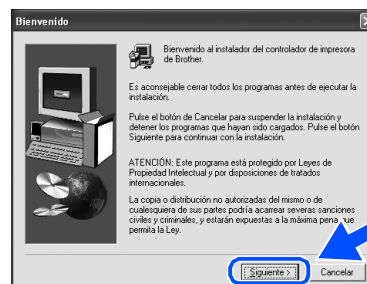 Bienvenido
Bienvenido al instalador del controlador de impresora
de Brother.
Es aconsejable cerrar todos los programas antes de ejecutar la
instalación.
Pulse el botón de Cancelar para suspender la instalación y
detener los programas que hayan sido cargados. Pulse el botón
Siguiente para continuar con la instalación.
ATENCIÓN: Este programa está protegido por Leyes de
Propiedad Intelectual y por disposiciones de tratados
internacionales.
La copia o distribución no autorizadas del mismo o de
cualesquiera de sus partes podría acarrear severas sanciones
civiles y criminales, y estarán expuestas a la máxima pena que
permita la Ley.
Siguiente > Cancelar